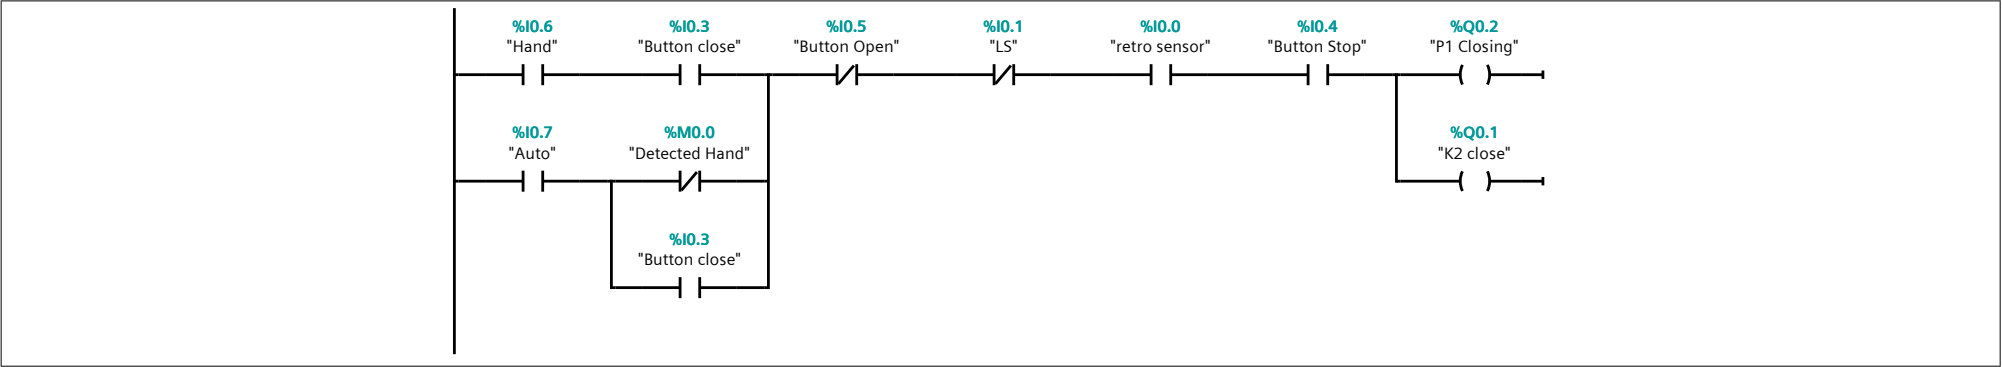 %I0.6 %I0.3 %I0.5 %I0.1 %I0.0 %I0.4 %Q0.2
"Hand" "Button close" "Button Open" "LS" "retro sensor" "Button Stop" "P1 Closing"
%I0.7 %M0.0 %Q0.1
"Auto" "Detected Hand" "K2 close"
%I0.3
"Button close"